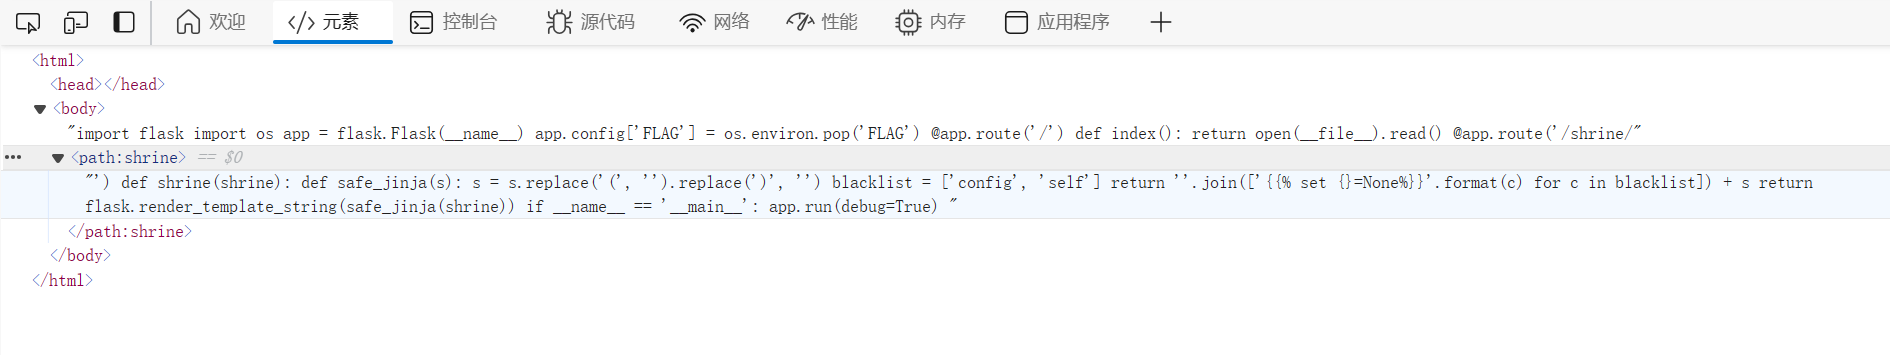 欢迎 元素 控制台 源代码 网络 性能 内存 应用程序
<html>
<head></head>
<body>
"import flask import os app = flask.Flask(__name__) app.config['FLAG'] = os.environ.pop('FLAG') @app.route('/') def index(): return open(__file__).read() @app.route('/shrine/"
<path:shrine> == $0
"') def shrine(shrine): def safe_jinja(s): s = s.replace('(', '').replace(')', '') blacklist = ['config', 'self'] return ''.join(['{{% set {}=None%}}'.format(c) for c in blacklist]) + s return
flask.render_template_string(safe_jinja(shrine)) if __name__ == '__main__': app.run(debug=True) "
</path:shrine>
</body>
</html>